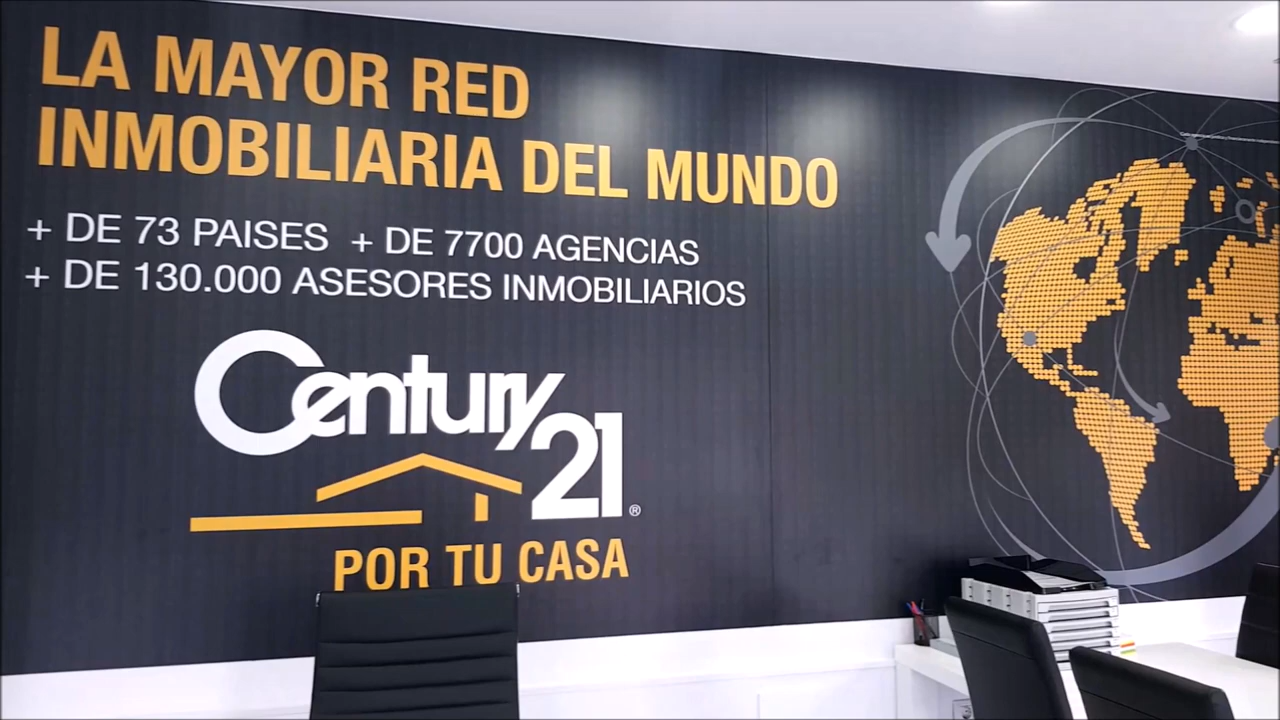 LA MAYOR RED
INMOBILIARIA DEL MUNDO
+ DE 73 PAISES + DE 7700 AGENCIAS
+ DE 130.000 ASESORES INMOBILIARIOS
Century
21®
POR TU CASA